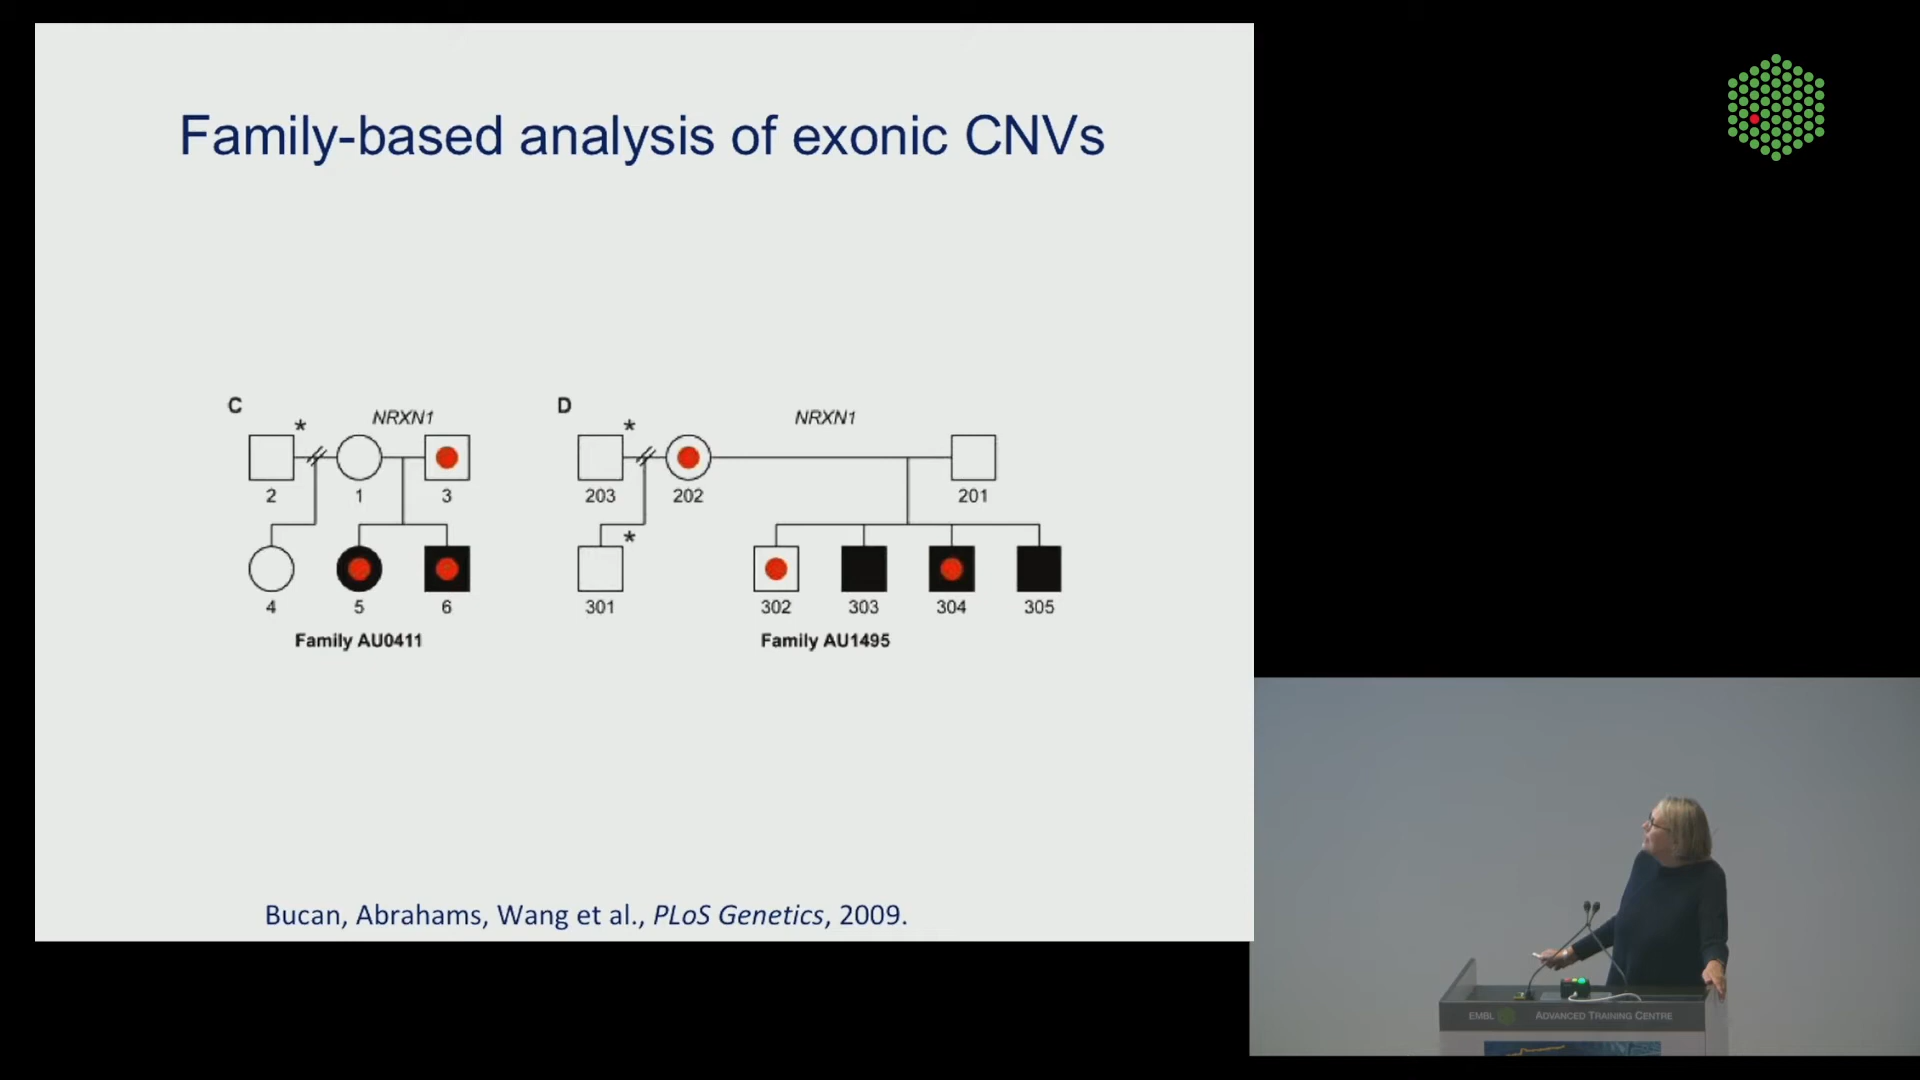 Family-based analysis of exonic CNVs
C
*
NRXN1
2
1
3
4
5
6
Family AU0411
D
*
NRXN1
203
202
201
*
301
302
303
304
305
Family AU1495
Bucan, Abrahams, Wang et al., PLoS Genetics, 2009.
EMBL ADVANCED TRAINING CENTRE